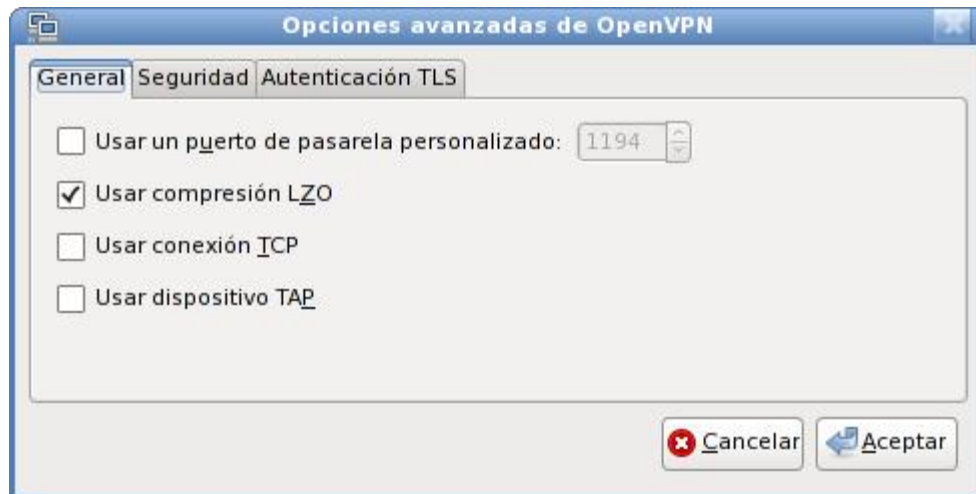 Opciones avanzadas de OpenVPN
General Seguridad Autenticación TLS
Usar un puerto de pasarela personalizado: 1194
Usar compresión LZO
Usar conexión TCP
Usar dispositivo TAP
Cancelar Aceptar